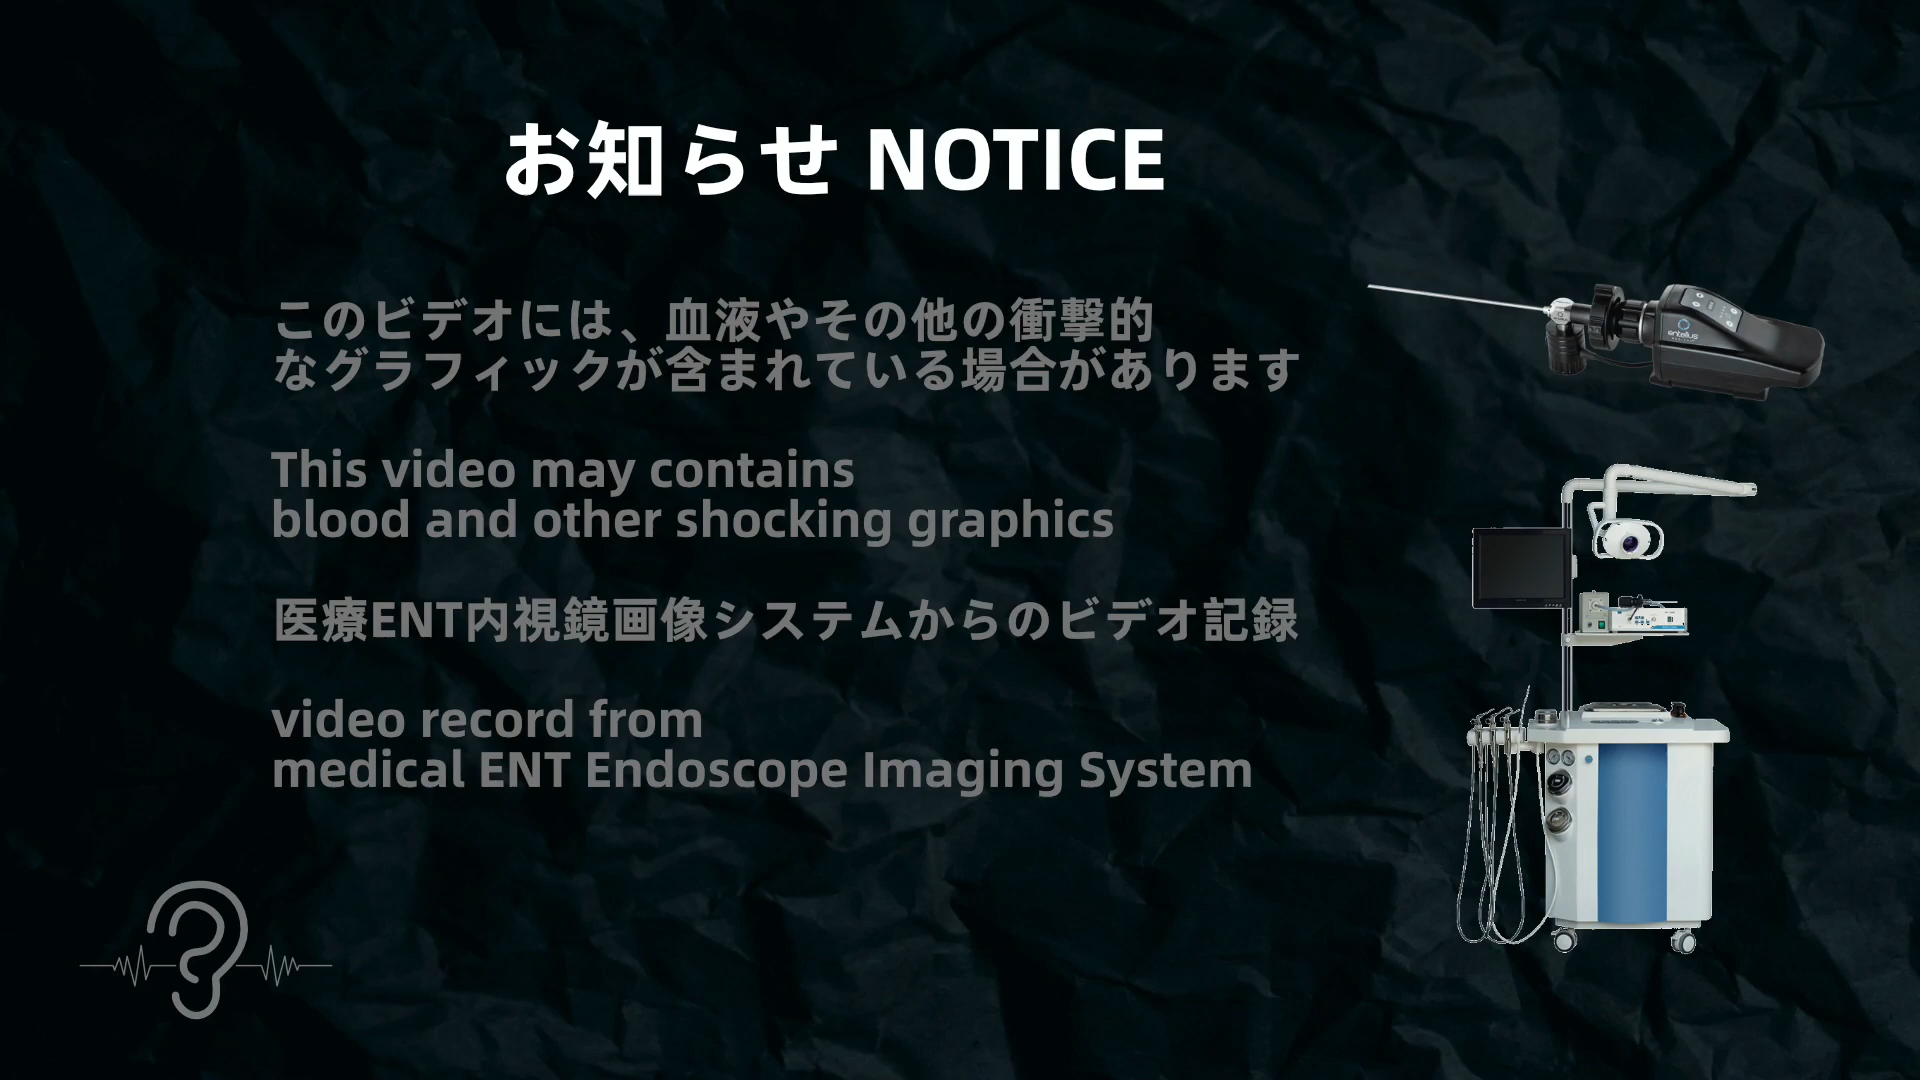 お知らせ NOTICE
このビデオには、血液やその他の衝撃的
なグラフィックが含まれている場合があります
This video may contains
blood and other shocking graphics
医療ENT内視鏡画像システムからのビデオ記録
video record from
medical ENT Endoscope Imaging System
entellus